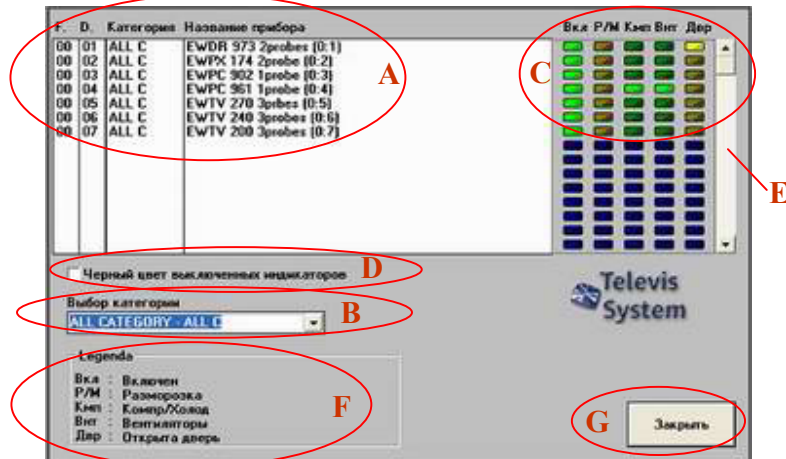 F. D. Категория Название прибора Вкл Р/М Кмп Внт Двр
00 01 ALL C EWDR 973 2probes (0:1)
00 02 ALL C EWPX 174 2probe (0:2)
00 03 ALL C EWPC 902 1probe (0:3)
00 04 ALL C EWPC 961 1probe (0:4)
00 05 ALL C EWTV 270 3prbes (0:5)
00 06 ALL C EWTV 240 3probes (0:6)
00 07 ALL C EWTV 200 3probes (0:7)
A
C
E
Черный цвет выключенных индикаторов
D
Выбор категории
ALL CATEGORY - ALL C
B
Televis
System
Legenda
Вкл : Включен
Р/М : Разморозка
Кмп : Компр/Холод
Внт : Вентиляторы
Двр : Открыта дверь
F
G
Закрыть